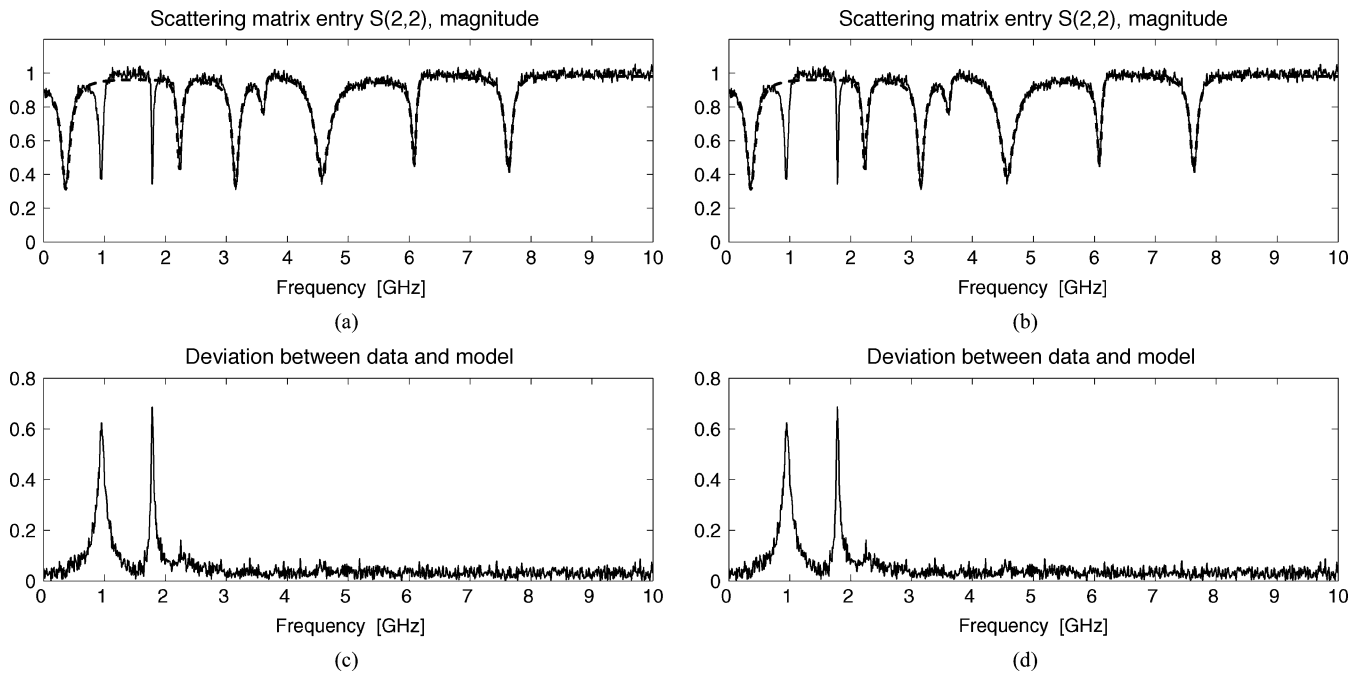 Scattering matrix entry S(2,2), magnitude
1
0.8
0.6
0.4
0.2
0
0 1 2 3 4 5 6 7 8 9 10
Frequency [GHz]
(a)
Scattering matrix entry S(2,2), magnitude
1
0.8
0.6
0.4
0.2
0
0 1 2 3 4 5 6 7 8 9 10
Frequency [GHz]
(b)
Deviation between data and model
0.8
0.6
0.4
0.2
0
0 1 2 3 4 5 6 7 8 9 10
Frequency [GHz]
(c)
Deviation between data and model
0.8
0.6
0.4
0.2
0
0 1 2 3 4 5 6 7 8 9 10
Frequency [GHz]
(d)